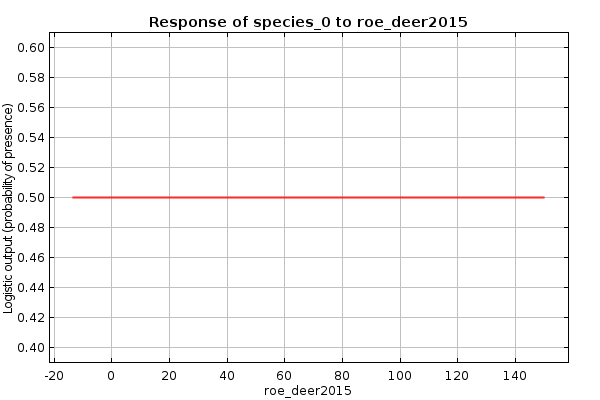 Response of species_0 to roe_deer2015
Logistic output (probability of presence)
0.60
0.58
0.56
0.54
0.52
0.50
0.48
0.46
0.44
0.42
0.40
-20 0 20 40 60 80 100 120 140
roe_deer2015